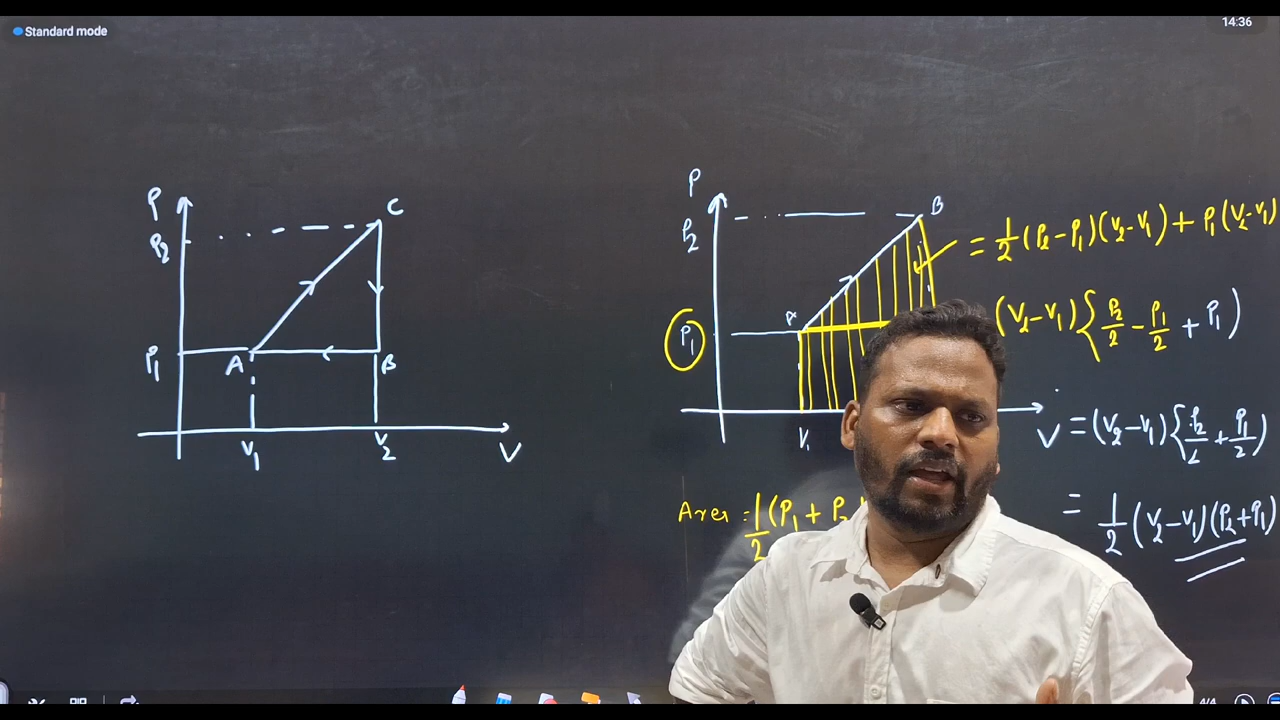 Standard mode
14:36
P
P2
C
P1
A
B
V1
V2
V
P
P2
B
= 1/2 (P2 - P1)(V2 - V1) + P1(V2 - V1)
P1
A
(V2 - V1){P2/2 - P1/2 + P1)
V1
V
= (V2 - V1){P2/2 + P1/2)
Area = 1/2 (P1 + P2
= 1/2 (V2 - V1)(P2 + P1)
4/4